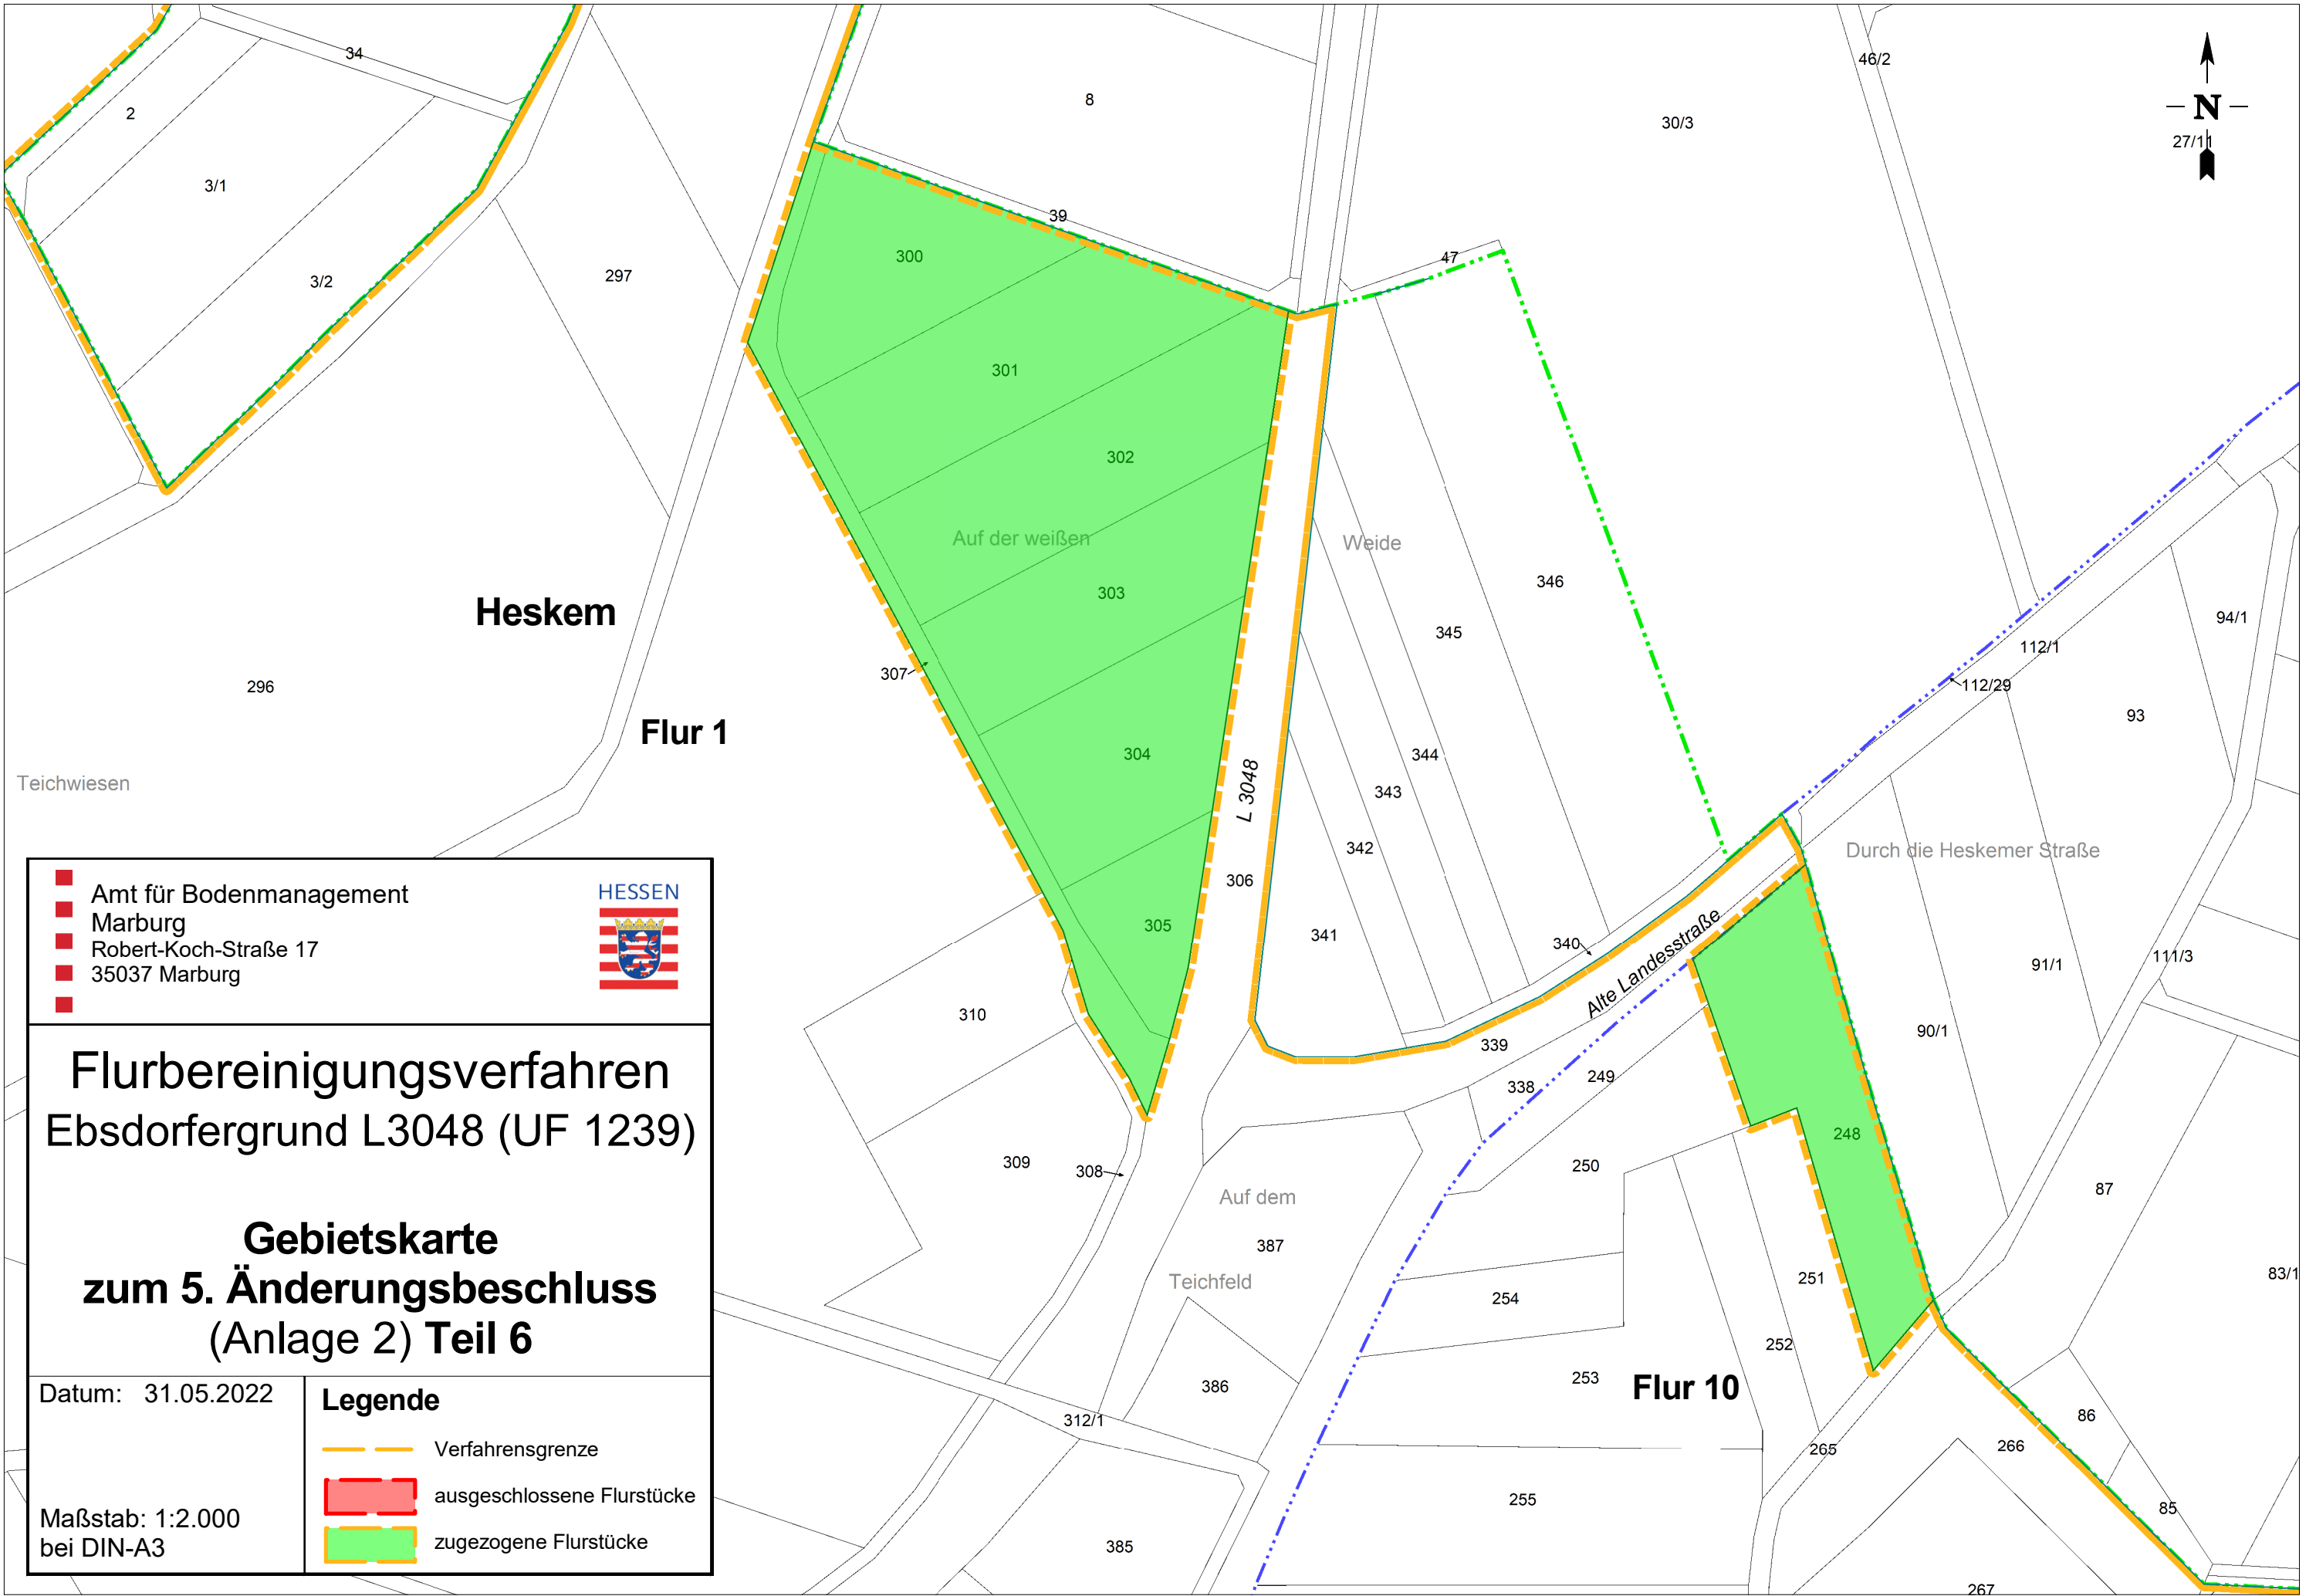 34
46/2
2
8
30/3
N
27/11
3/1
39
300
47
297
3/2
301
302
Auf der weißen
Weide
346
303
Heskem
94/1
345
112/1
307
296
112/29
93
Flur 1
304
344
L 3048
Teichwiesen
343
342
Durch die Heskemer Straße
306
305
341
340
Alte Landesstraße
91/1
111/3
310
90/1
339
338
249
248
309
308
250
Auf dem
87
387
Teichfeld
251
83/1
254
252
253
Flur 10
386
312/1
86
265
266
255
85
385
267
Amt für Bodenmanagement
Marburg
Robert-Koch-Straße 17
35037 Marburg
HESSEN
Flurbereinigungsverfahren
Ebsdorfergrund L3048 (UF 1239)
Gebietskarte
zum 5. Änderungsbeschluss
(Anlage 2) Teil 6
Datum: 31.05.2022
Maßstab: 1:2.000
bei DIN-A3
Legende
Verfahrensgrenze
ausgeschlossene Flurstücke
zugezogene Flurstücke